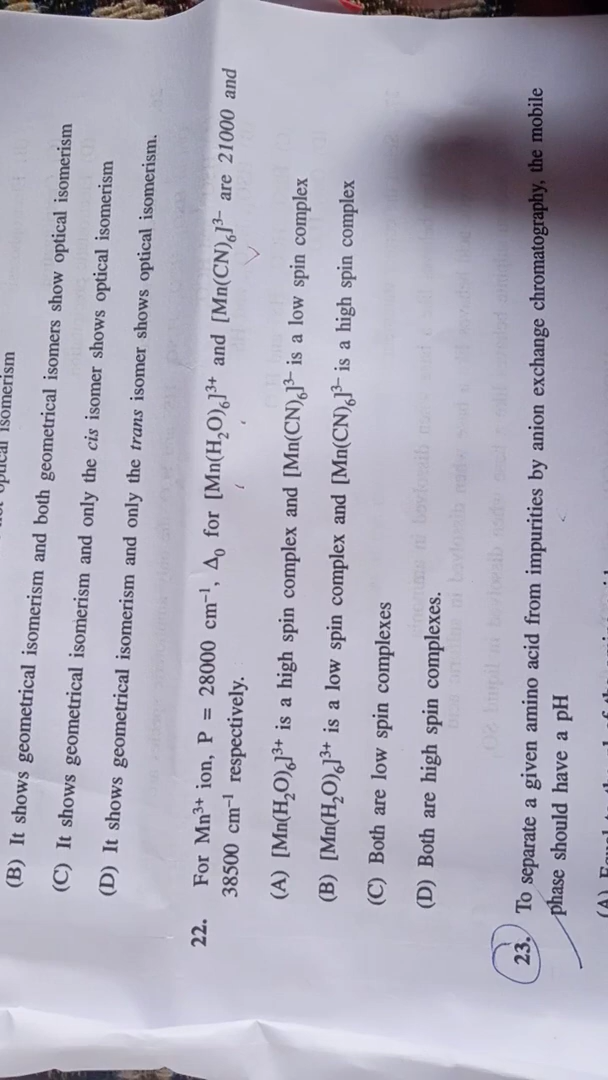 optical isomerism
(B) It shows geometrical isomerism and both geometrical isomers show optical isomerism
(C) It shows geometrical isomerism and only the cis isomer shows optical isomerism
(D) It shows geometrical isomerism and only the trans isomer shows optical isomerism.
22. For Mn³⁺ ion, P = 28000 cm⁻¹, Δ₀ for [Mn(H₂O)₆]³⁺ and [Mn(CN)₆]³⁻ are 21000 and
38500 cm⁻¹ respectively.
(A) [Mn(H₂O)₆]³⁺ is a high spin complex and [Mn(CN)₆]³⁻ is a low spin complex
(B) [Mn(H₂O)₆]³⁺ is a low spin complex and [Mn(CN)₆]³⁻ is a high spin complex
(C) Both are low spin complexes
(D) Both are high spin complexes.
23. To separate a given amino acid from impurities by anion exchange chromatography, the mobile
phase should have a pH
(A)